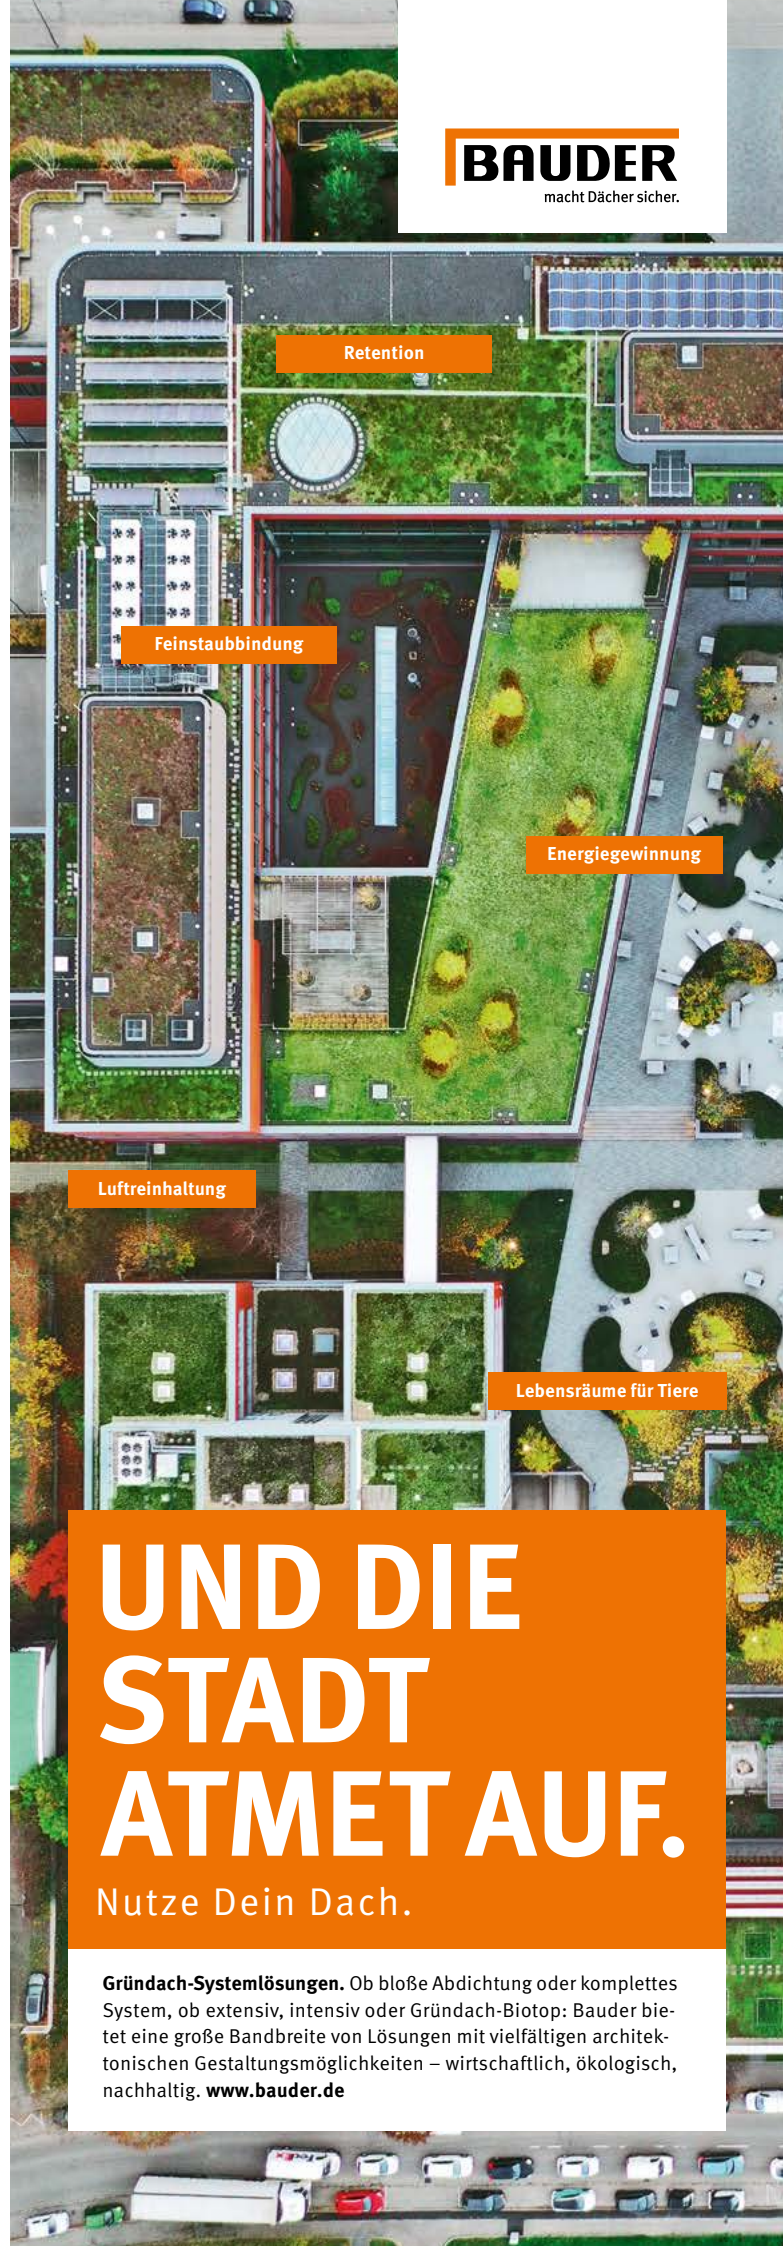 BAUDER
macht Dächer sicher.
Retention
Feinstaubbindung
Energiegewinnung
Luftreinhaltung
Lebensräume für Tiere
UND DIE
STADT
ATMET AUF.
Nutze Dein Dach.
Gründach-Systemlösungen. Ob bloße Abdichtung oder komplettes
System, ob extensiv, intensiv oder Gründach-Biotop: Bauder bie-
tet eine große Bandbreite von Lösungen mit vielfältigen architek-
tonischen Gestaltungsmöglichkeiten – wirtschaftlich, ökologisch,
nachhaltig. www.bauder.de